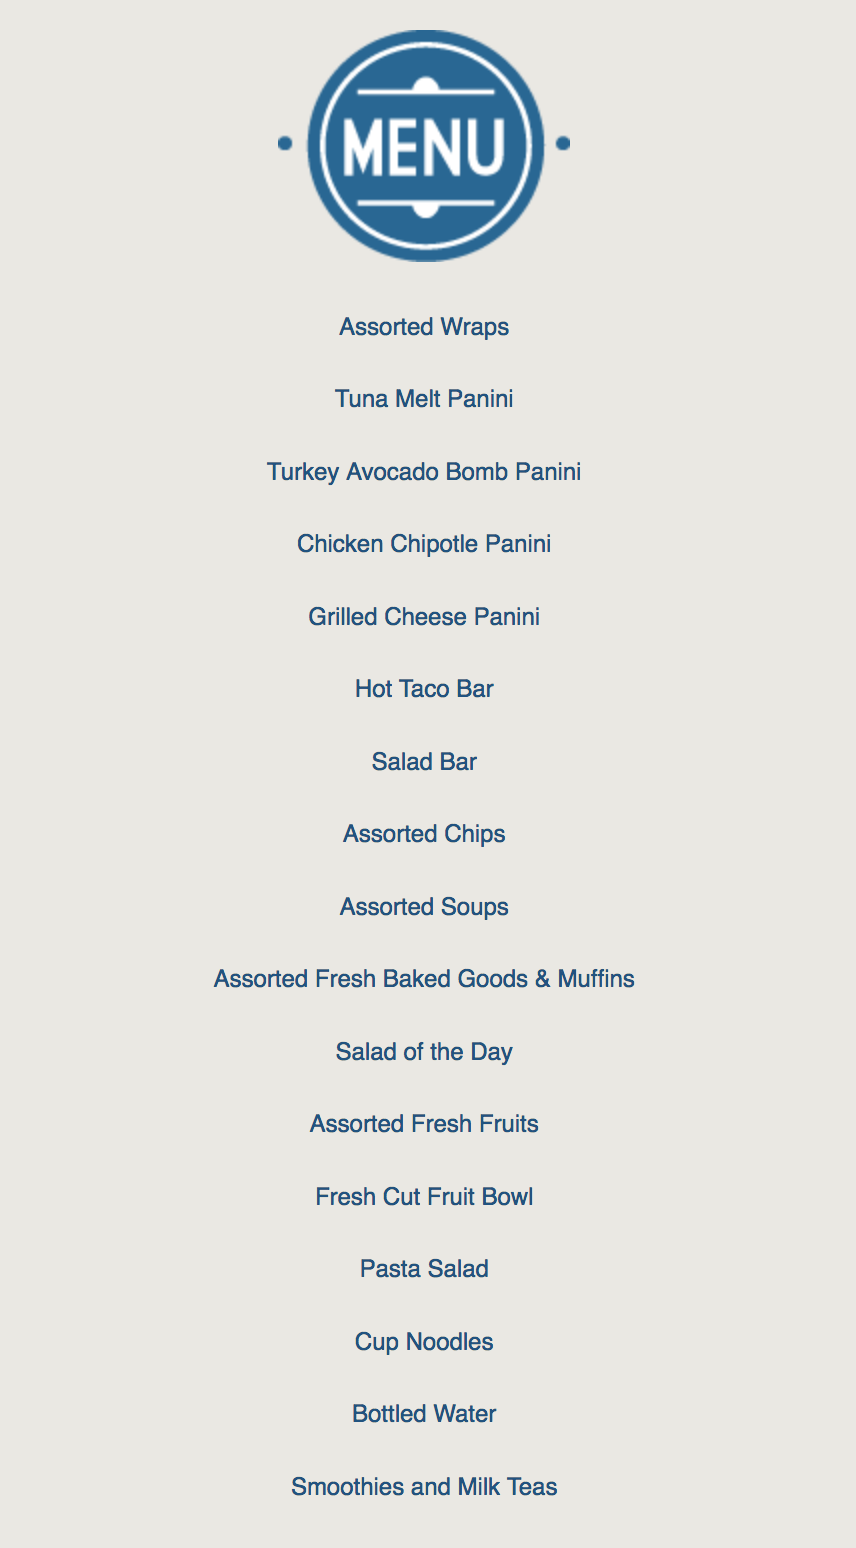 MENU
Assorted Wraps
Tuna Melt Panini
Turkey Avocado Bomb Panini
Chicken Chipotle Panini
Grilled Cheese Panini
Hot Taco Bar
Salad Bar
Assorted Chips
Assorted Soups
Assorted Fresh Baked Goods & Muffins
Salad of the Day
Assorted Fresh Fruits
Fresh Cut Fruit Bowl
Pasta Salad
Cup Noodles
Bottled Water
Smoothies and Milk Teas